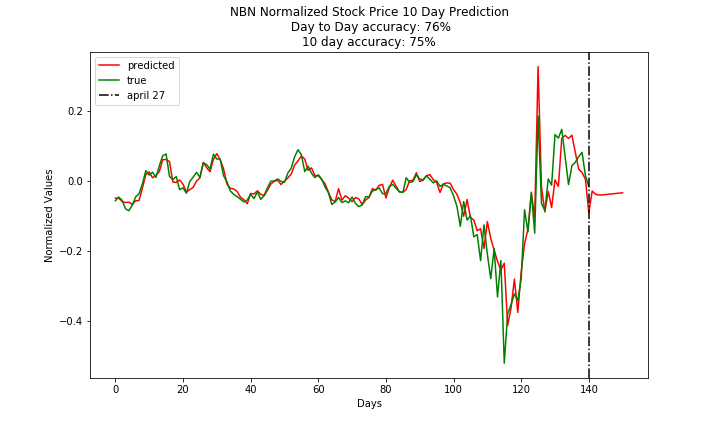 NBN Normalized Stock Price 10 Day Prediction
Day to Day accuracy: 76%
10 day accuracy: 75%
predicted
true
april 27
0.2
0.0
−0.2
−0.4
Normalized Values
0 20 40 60 80 100 120 140
Days